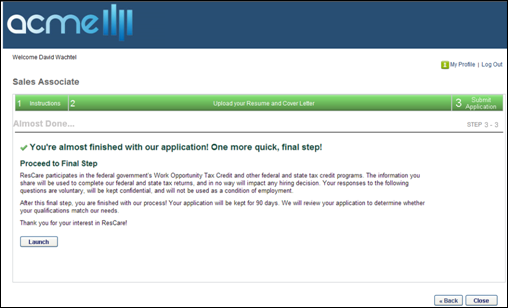 acme
Welcome David Wachtel
My Profile | Log Out
Sales Associate
1 Instructions 2 Upload your Resume and Cover Letter 3 Submit Application
Almost Done... STEP 3 - 3
You're almost finished with our application! One more quick, final step!
Proceed to Final Step
ResCare participates in the federal government's Work Opportunity Tax Credit and other federal and state tax credit programs. The information you
share will be used to complete our federal and state tax returns, and in no way will impact any hiring decision. Your responses to the following
questions are voluntary, will be kept confidential, and will not be used as a condition of employment.
After this final step, you are finished with our process! Your application will be kept for 90 days. We will review your application to determine whether
your qualifications match our needs.
Thank you for your interest in ResCare!
Launch
Back Close